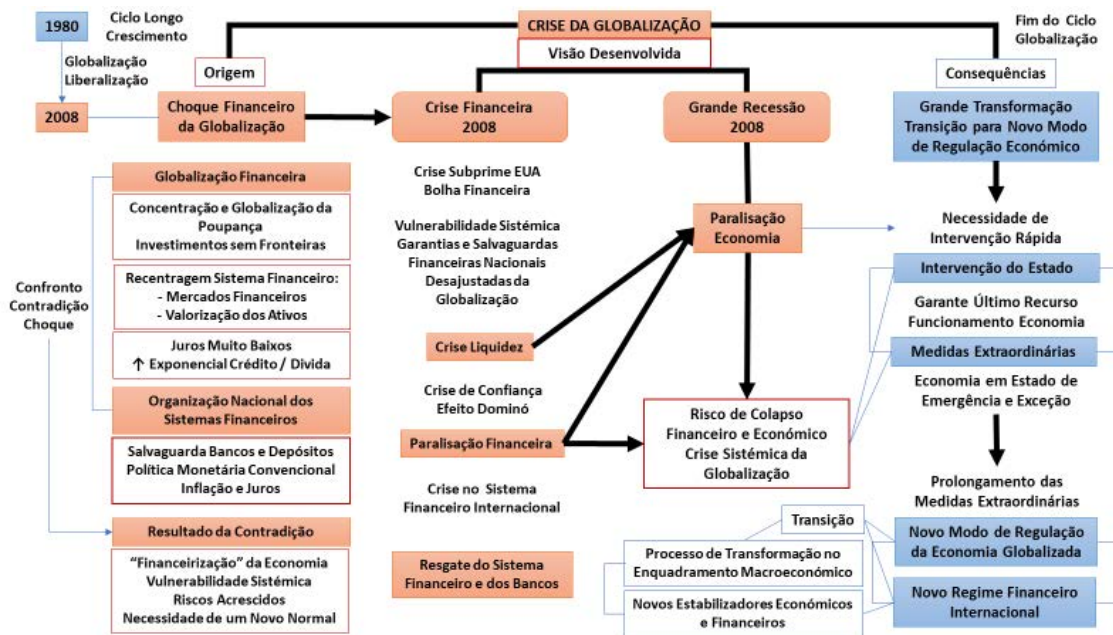 CRISE DA GLOBALIZAÇÃO
Visão Desenvolvida
1980
Ciclo Longo
Crescimento
Globalização
Liberalização
2008
Origem
Choque Financeiro
da Globalização
Globalização Financeira
Concentração e Globalização da
Poupança
Investimentos sem Fronteiras
Recentragem Sistema Financeiro:
- Mercados Financeiros
- Valorização dos Ativos
Juros Muito Baixos
↑ Exponencial Crédito / Divida
Confronto
Contradição
Choque
Organização Nacional dos
Sistemas Financeiros
Salvaguarda Bancos e Depósitos
Política Monetária Convencional
Inflação e Juros
Resultado da Contradição
“Financeirização” da Economia
Vulnerabilidade Sistémica
Riscos Acrescidos
Necessidade de um Novo Normal
Crise Financeira
2008
Crise Subprime EUA
Bolha Financeira
Vulnerabilidade Sistémica
Garantias e Salvaguardas
Financeiras Nacionais
Desajustadas da
Globalização
Crise Liquidez
Crise de Confiança
Efeito Dominó
Paralisação Financeira
Crise no Sistema
Financeiro Internacional
Resgate do Sistema
Financeiro e dos Bancos
Grande Recessão
2008
Paralisação
Economia
Risco de Colapso
Financeiro e Económico
Crise Sistémica da
Globalização
Fim do Ciclo
Globalização
Consequências
Grande Transformação
Transição para Novo Modo
de Regulação Económico
Necessidade de
Intervenção Rápida
Intervenção do Estado
Garante Último Recurso
Funcionamento Economia
Medidas Extraordinárias
Economia em Estado de
Emergência e Exceção
Prolongamento das
Medidas Extraordinárias
Transição
Novo Modo de Regulação
da Economia Globalizada
Processo de Transformação no
Enquadramento Macroeconómico
Novos Estabilizadores Económicos
e Financeiros
Novo Regime Financeiro
Internacional